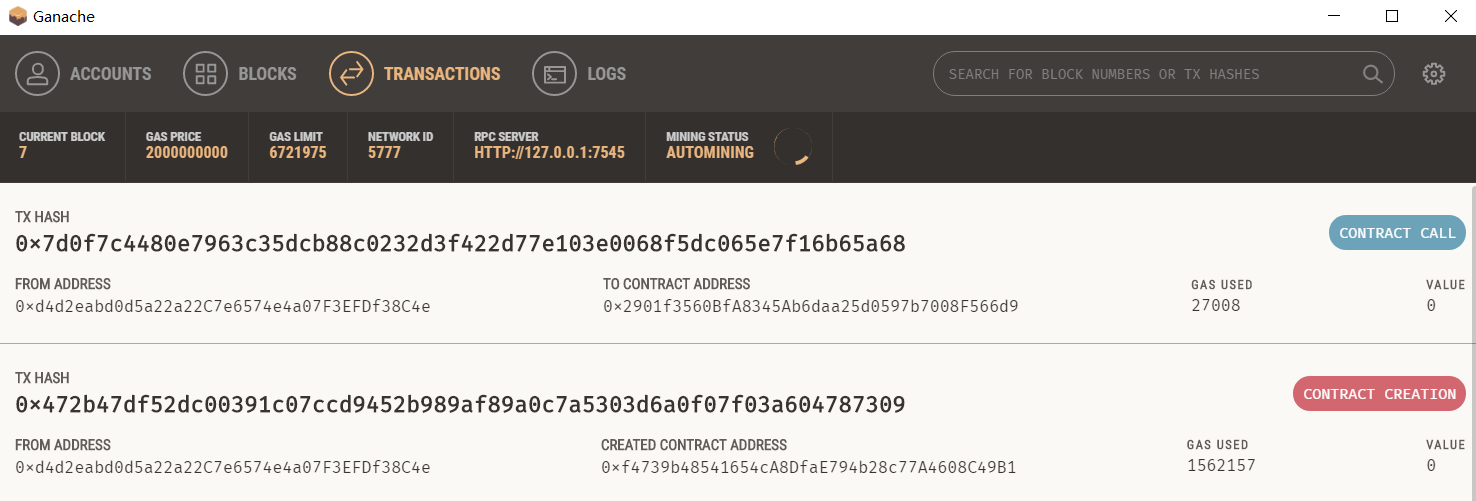 Ganache
ACCOUNTS BLOCKS TRANSACTIONS LOGS SEARCH FOR BLOCK NUMBERS OR TX HASHES
CURRENT BLOCK GAS PRICE GAS LIMIT NETWORK ID RPC SERVER MINING STATUS
7 2000000000 6721975 5777 HTTP://127.0.0.1:7545 AUTOMINING
TX HASH
0×7d0f7c4480e7963c35dcb88c0232d3f422d77e103e0068f5dc065e7f16b65a68 CONTRACT CALL
FROM ADDRESS TO CONTRACT ADDRESS GAS USED VALUE
0×d4d2eabd0d5a22a22C7e6574e4a07F3EFDf38C4e 0×2901f3560BfA8345Ab6daa25d0597b7008F566d9 27008 0
TX HASH
0×472b47df52dc00391c07ccd9452b989af89a0c7a5303d6a0f07f03a604787309 CONTRACT CREATION
FROM ADDRESS CREATED CONTRACT ADDRESS GAS USED VALUE
0×d4d2eabd0d5a22a22C7e6574e4a07F3EFDf38C4e 0×f4739b48541654cA8DfaE794b28c77A4608C49B1 1562157 0